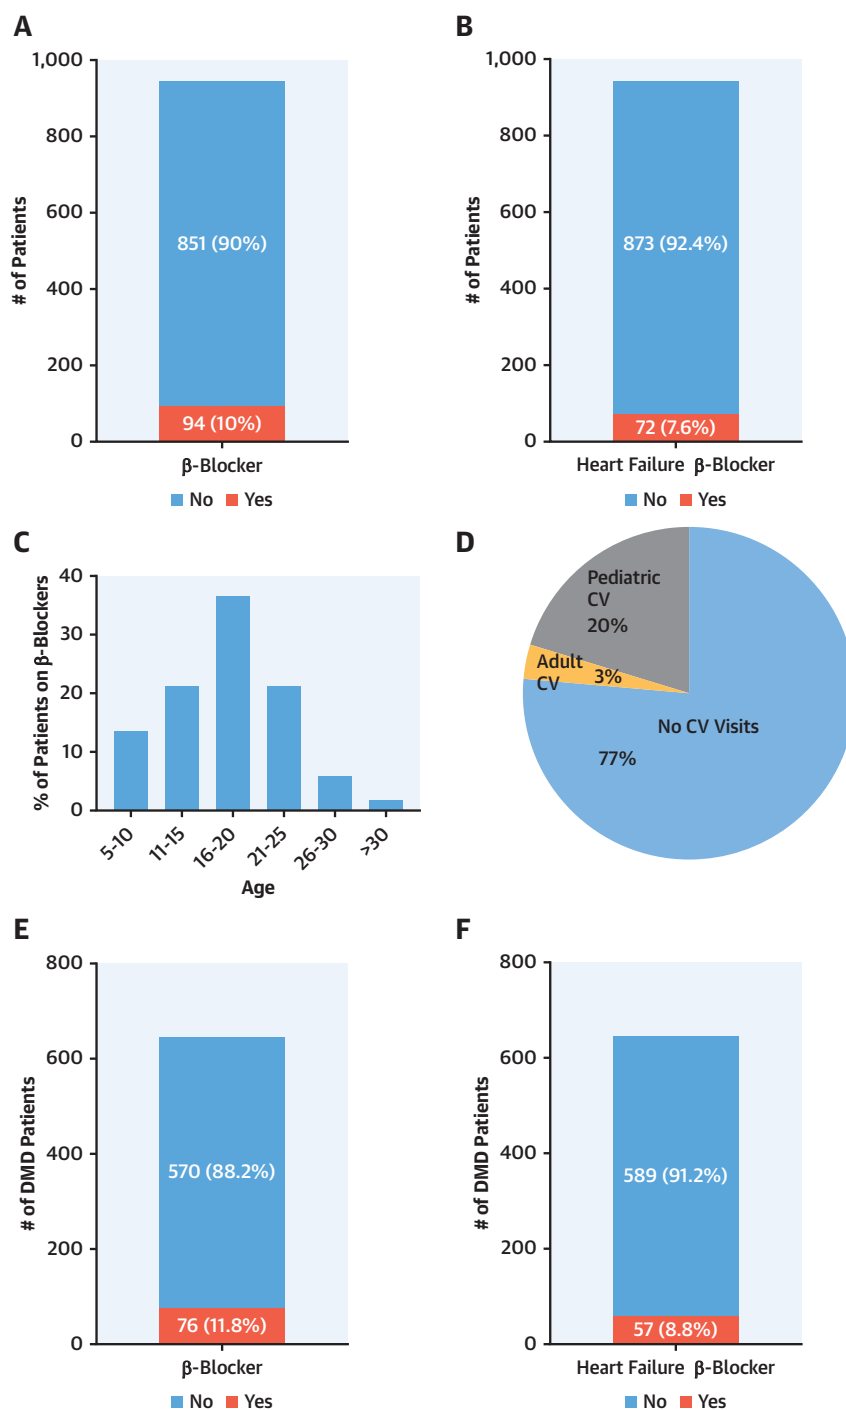 A
1,000
800
600
400
200
0
# of Patients
851 (90%)
94 (10%)
β-Blocker
No Yes
B
1,000
800
600
400
200
0
# of Patients
873 (92.4%)
72 (7.6%)
Heart Failure β-Blocker
No Yes
C
40
30
20
10
0
% of Patients on β-Blockers
5-10
11-15
16-20
21-25
26-30
>30
Age
D
Pediatric
CV
20%
Adult
CV
3%
No CV Visits
77%
E
800
600
400
200
0
# of DMD Patients
570 (88.2%)
76 (11.8%)
β-Blocker
No Yes
F
800
600
400
200
0
# of DMD Patients
589 (91.2%)
57 (8.8%)
Heart Failure β-Blocker
No Yes